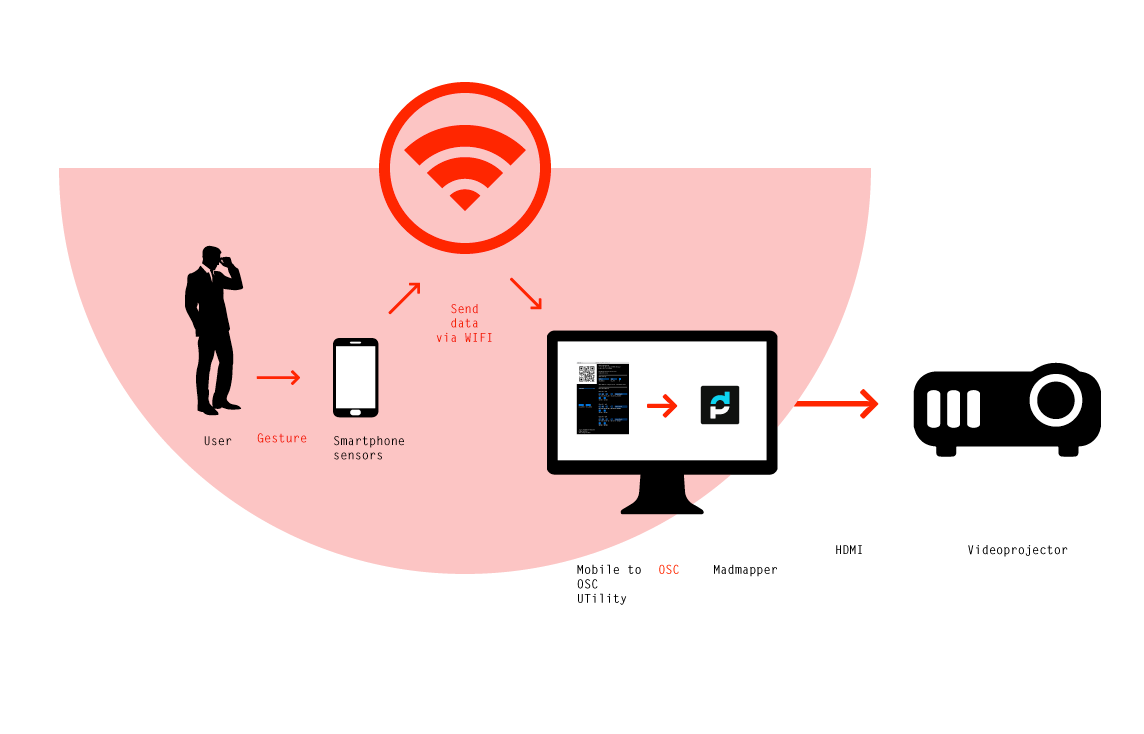 Send
data
via WIFI
User
Gesture
Smartphone
sensors
HDMI
Videoprojector
Mobile to
OSC
UTility
OSC
Madmapper